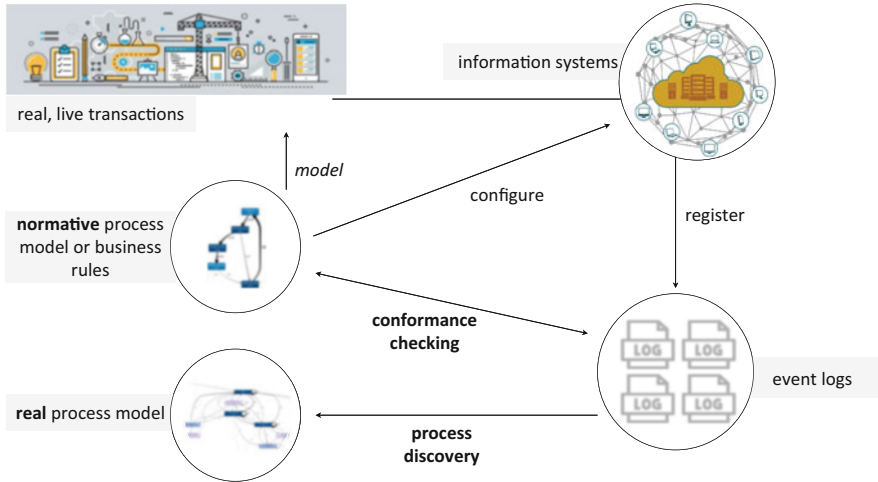 information systems
real, live transactions
model
configure
normative process
model or business
rules
register
conformance
checking
LOG LOG
LOG LOG
event logs
real process model
process
discovery